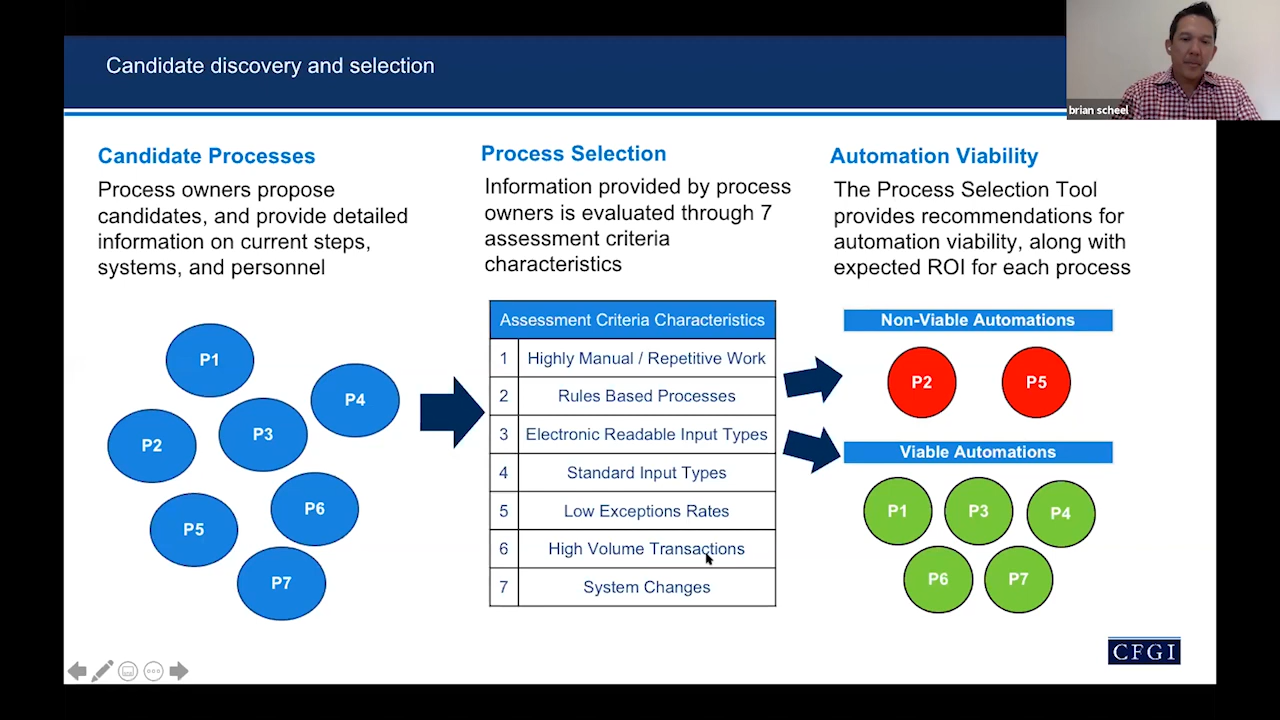 Candidate discovery and selection
brian scheel
Candidate Processes
Process owners propose
candidates, and provide detailed
information on current steps,
systems, and personnel
P1
P4
P3
P2
P6
P5
P7
Process Selection
Information provided by process
owners is evaluated through 7
assessment criteria
characteristics
Assessment Criteria Characteristics
1 Highly Manual / Repetitive Work
2 Rules Based Processes
3 Electronic Readable Input Types
4 Standard Input Types
5 Low Exceptions Rates
6 High Volume Transactions
7 System Changes
Automation Viability
The Process Selection Tool
provides recommendations for
automation viability, along with
expected ROI for each process
Non-Viable Automations
P2 P5
Viable Automations
P1 P3 P4
P6 P7
CFGI